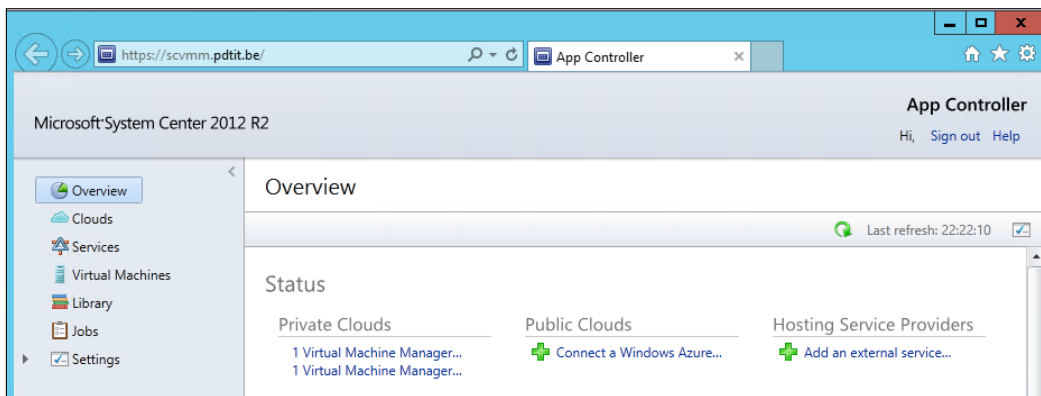 https://scvmm.pdtit.be/
App Controller
Microsoft System Center 2012 R2
App Controller
Hi, Sign out Help
Overview
Clouds
Services
Virtual Machines
Library
Jobs
Settings
Overview
Last refresh: 22:22:10
Status
Private Clouds
1 Virtual Machine Manager...
1 Virtual Machine Manager...
Public Clouds
Connect a Windows Azure...
Hosting Service Providers
Add an external service...